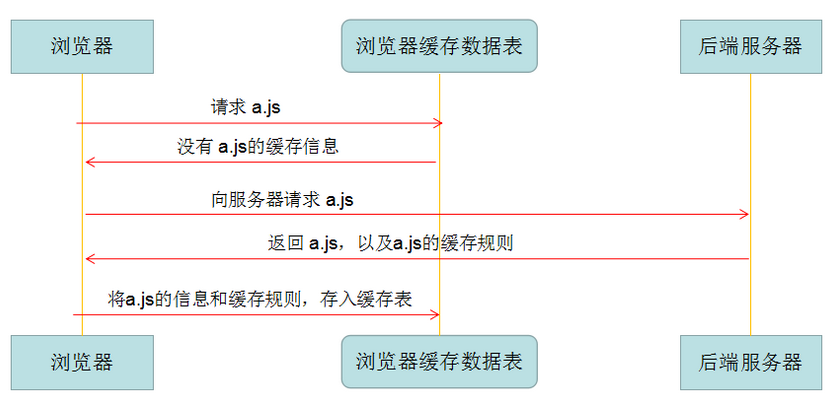 浏览器
浏览器缓存数据表
后端服务器
请求 a.js
没有 a.js的缓存信息
向服务器请求 a.js
返回 a.js，以及a.js的缓存规则
将a.js的信息和缓存规则，存入缓存表
浏览器
浏览器缓存数据表
后端服务器